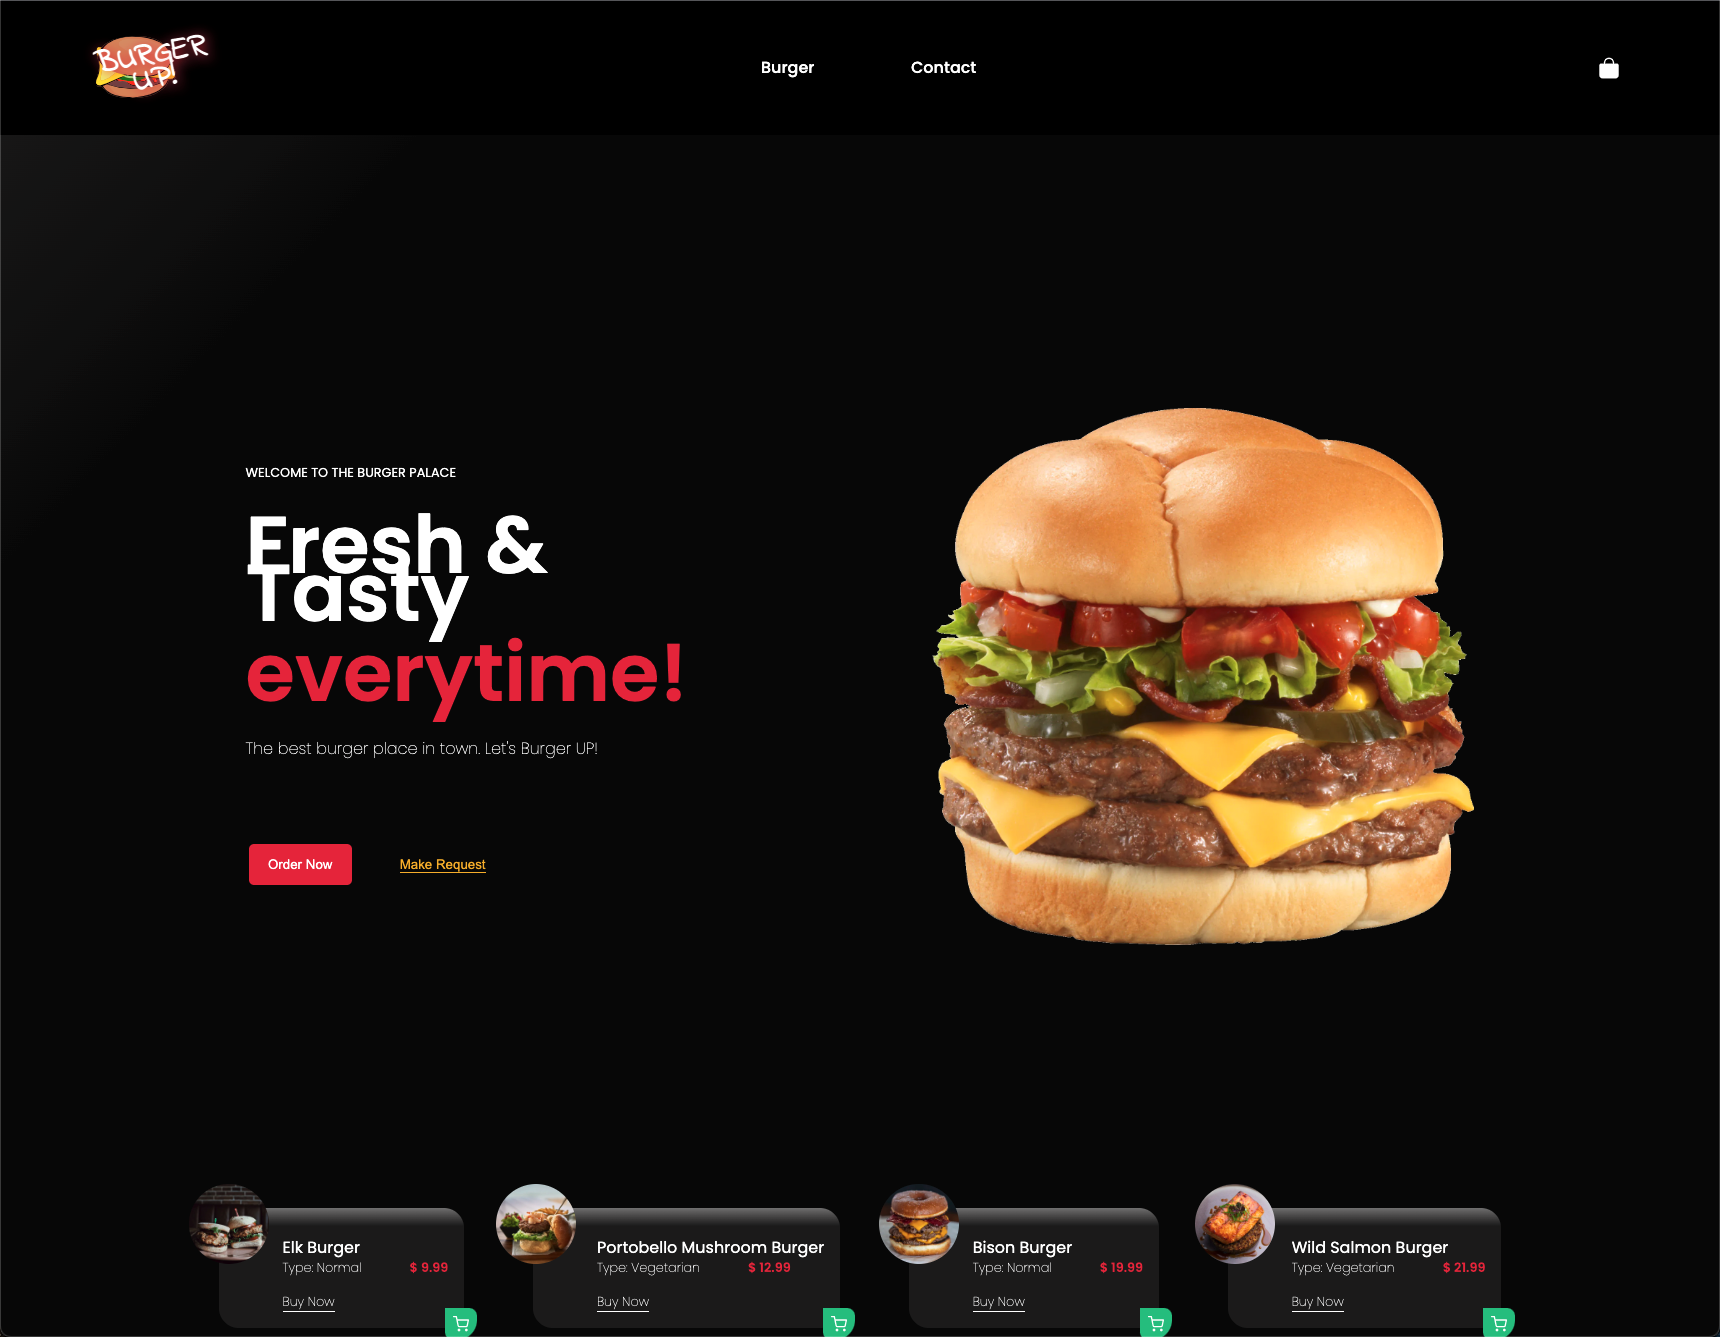 BURGER
UP!
Burger
Contact
WELCOME TO THE BURGER PALACE
Fresh &
Tasty
everytime!
The best burger place in town. Let's Burger UP!
Order Now
Make Request
Elk Burger
Type: Normal
$ 9.99
Buy Now
Portobello Mushroom Burger
Type: Vegetarian
$ 12.99
Buy Now
Bison Burger
Type: Normal
$ 19.99
Buy Now
Wild Salmon Burger
Type: Vegetarian
$ 21.99
Buy Now